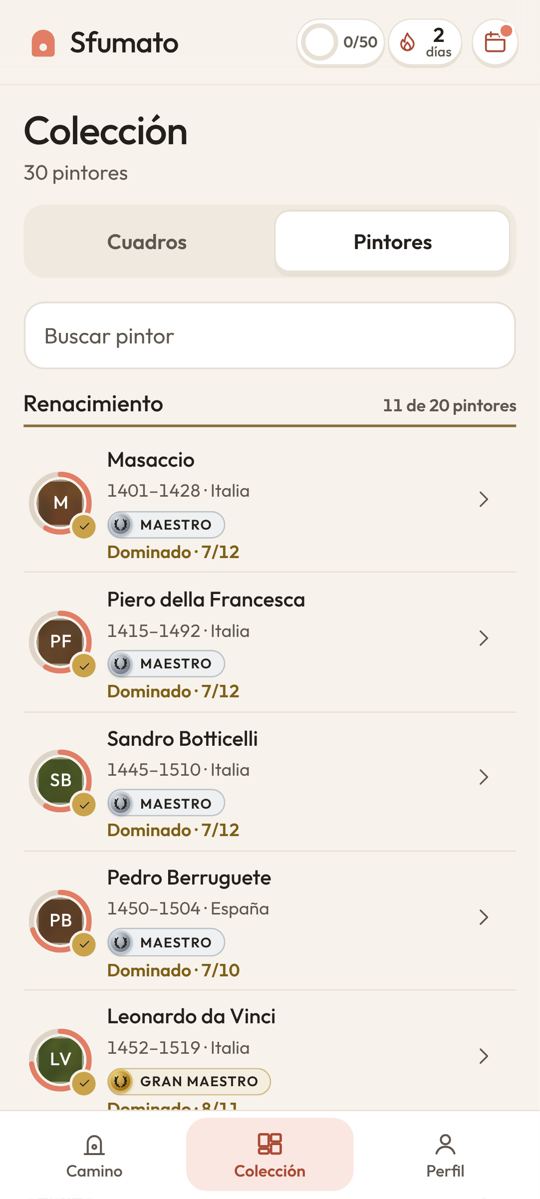 Sfumato
0/50
2
días
Colección
30 pintores
Cuadros
Pintores
Buscar pintor
Renacimiento
11 de 20 pintores
Masaccio
M
1401–1428 · Italia
MAESTRO
Dominado · 7/12
Piero della Francesca
PF
1415–1492 · Italia
MAESTRO
Dominado · 7/12
Sandro Botticelli
SB
1445–1510 · Italia
MAESTRO
Dominado · 7/12
Pedro Berruguete
PB
1450–1504 · España
MAESTRO
Dominado · 7/10
Leonardo da Vinci
LV
1452–1519 · Italia
GRAN MAESTRO
Dominado · 8/11
Camino
Colección
Perfil